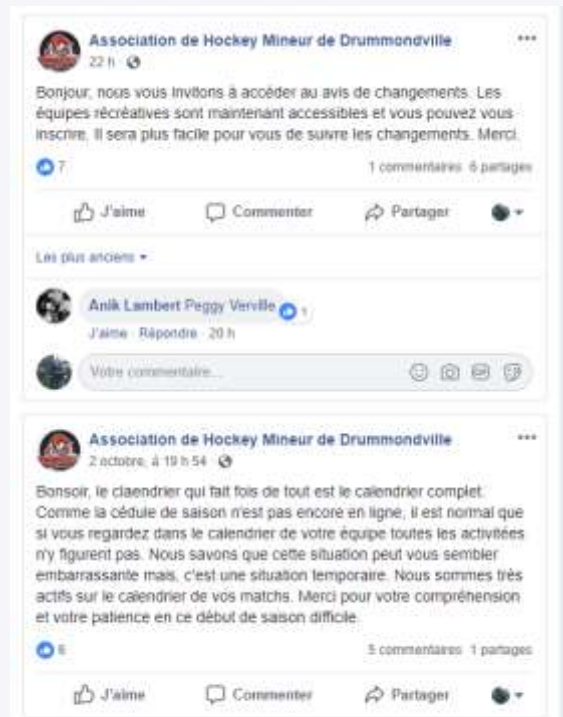 Association de Hockey Mineur de Drummondville
22 h
Bonjour, nous vous Invitons à accéder au avis de changements. Les
équipes récréatives sont maintenant accessibles et vous pouvez vous
inscrire. Il sera plus facile pour vous de suivre les changements. Merci.
7
1 commentaires 6 partages
J'aime Commenter Partager
Les plus anciens
Anik Lambert Peggy Verville
1
J'aime · Répondre · 20 h
Votre commentaire...
GIF
Association de Hockey Mineur de Drummondville
2 octobre, à 19 h 54
Bonsoir, le claendrier qui fait fois de tout est le calendrier complet.
Comme la cédule de saison n'est pas encore en ligne, il est normal que
si vous regardez dans le calendrier de votre équipe toutes les activitées
n'y figurent pas. Nous savons que cette situation peut vous sembler
embarrassante mais, c'est une situation temporaire. Nous sommes très
actifs sur le calendrier de vos matchs. Merci pour votre compréhension
et votre patience en ce début de saison difficile.
6
commentaires 1 partages
J'aime Commenter Partager